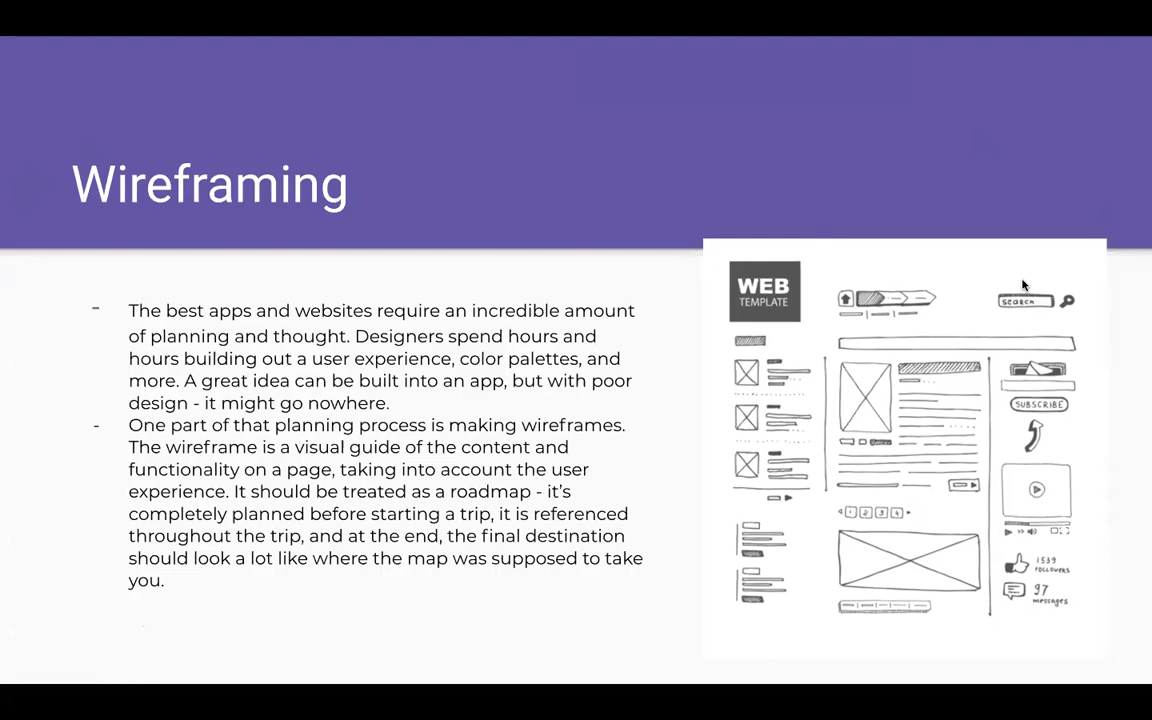 Wireframing
- The best apps and websites require an incredible amount
of planning and thought. Designers spend hours and
hours building out a user experience, color palettes, and
more. A great idea can be built into an app, but with poor
design - it might go nowhere.
- One part of that planning process is making wireframes.
The wireframe is a visual guide of the content and
functionality on a page, taking into account the user
experience. It should be treated as a roadmap - it’s
completely planned before starting a trip, it is referenced
throughout the trip, and at the end, the final destination
should look a lot like where the map was supposed to take
you.
WEB
TEMPLATE
search
SUBSCRIBE
1 2 3 4
1539
FOLLOWERS
97
messages